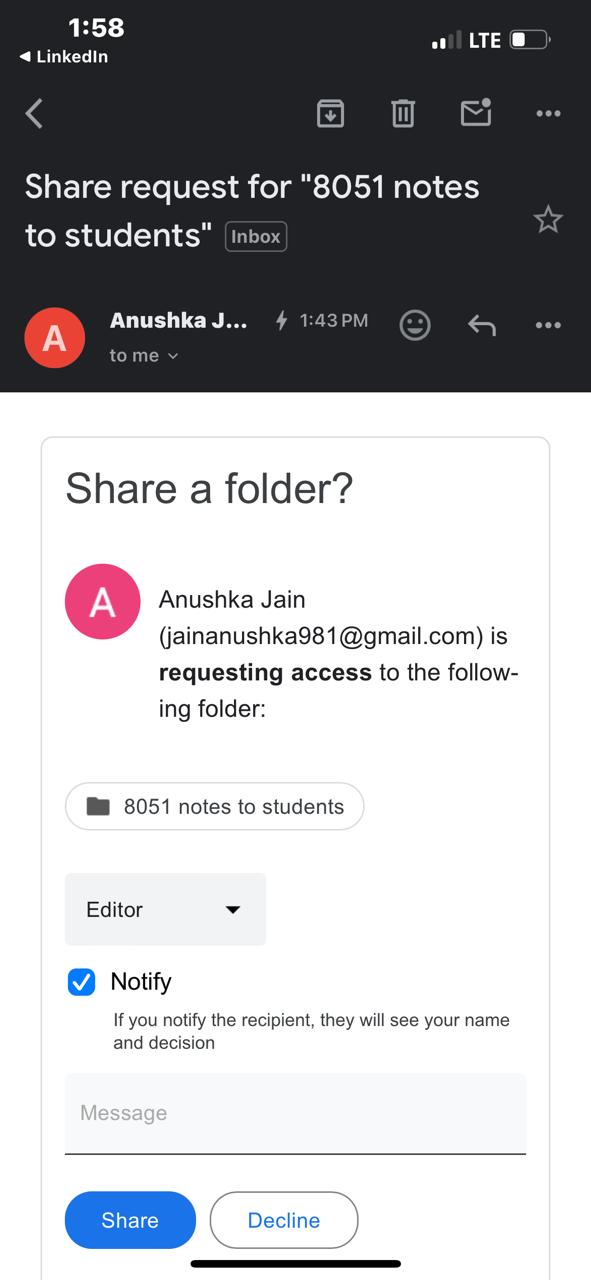 1:58
LTE
◀ LinkedIn
Share request for "8051 notes
to students" Inbox
A
Anushka J... 1:43 PM
to me
Share a folder?
A
Anushka Jain
(jainanushka981@gmail.com) is
requesting access to the follow-
ing folder:
8051 notes to students
Editor
Notify
If you notify the recipient, they will see your name
and decision
Message
Share Decline